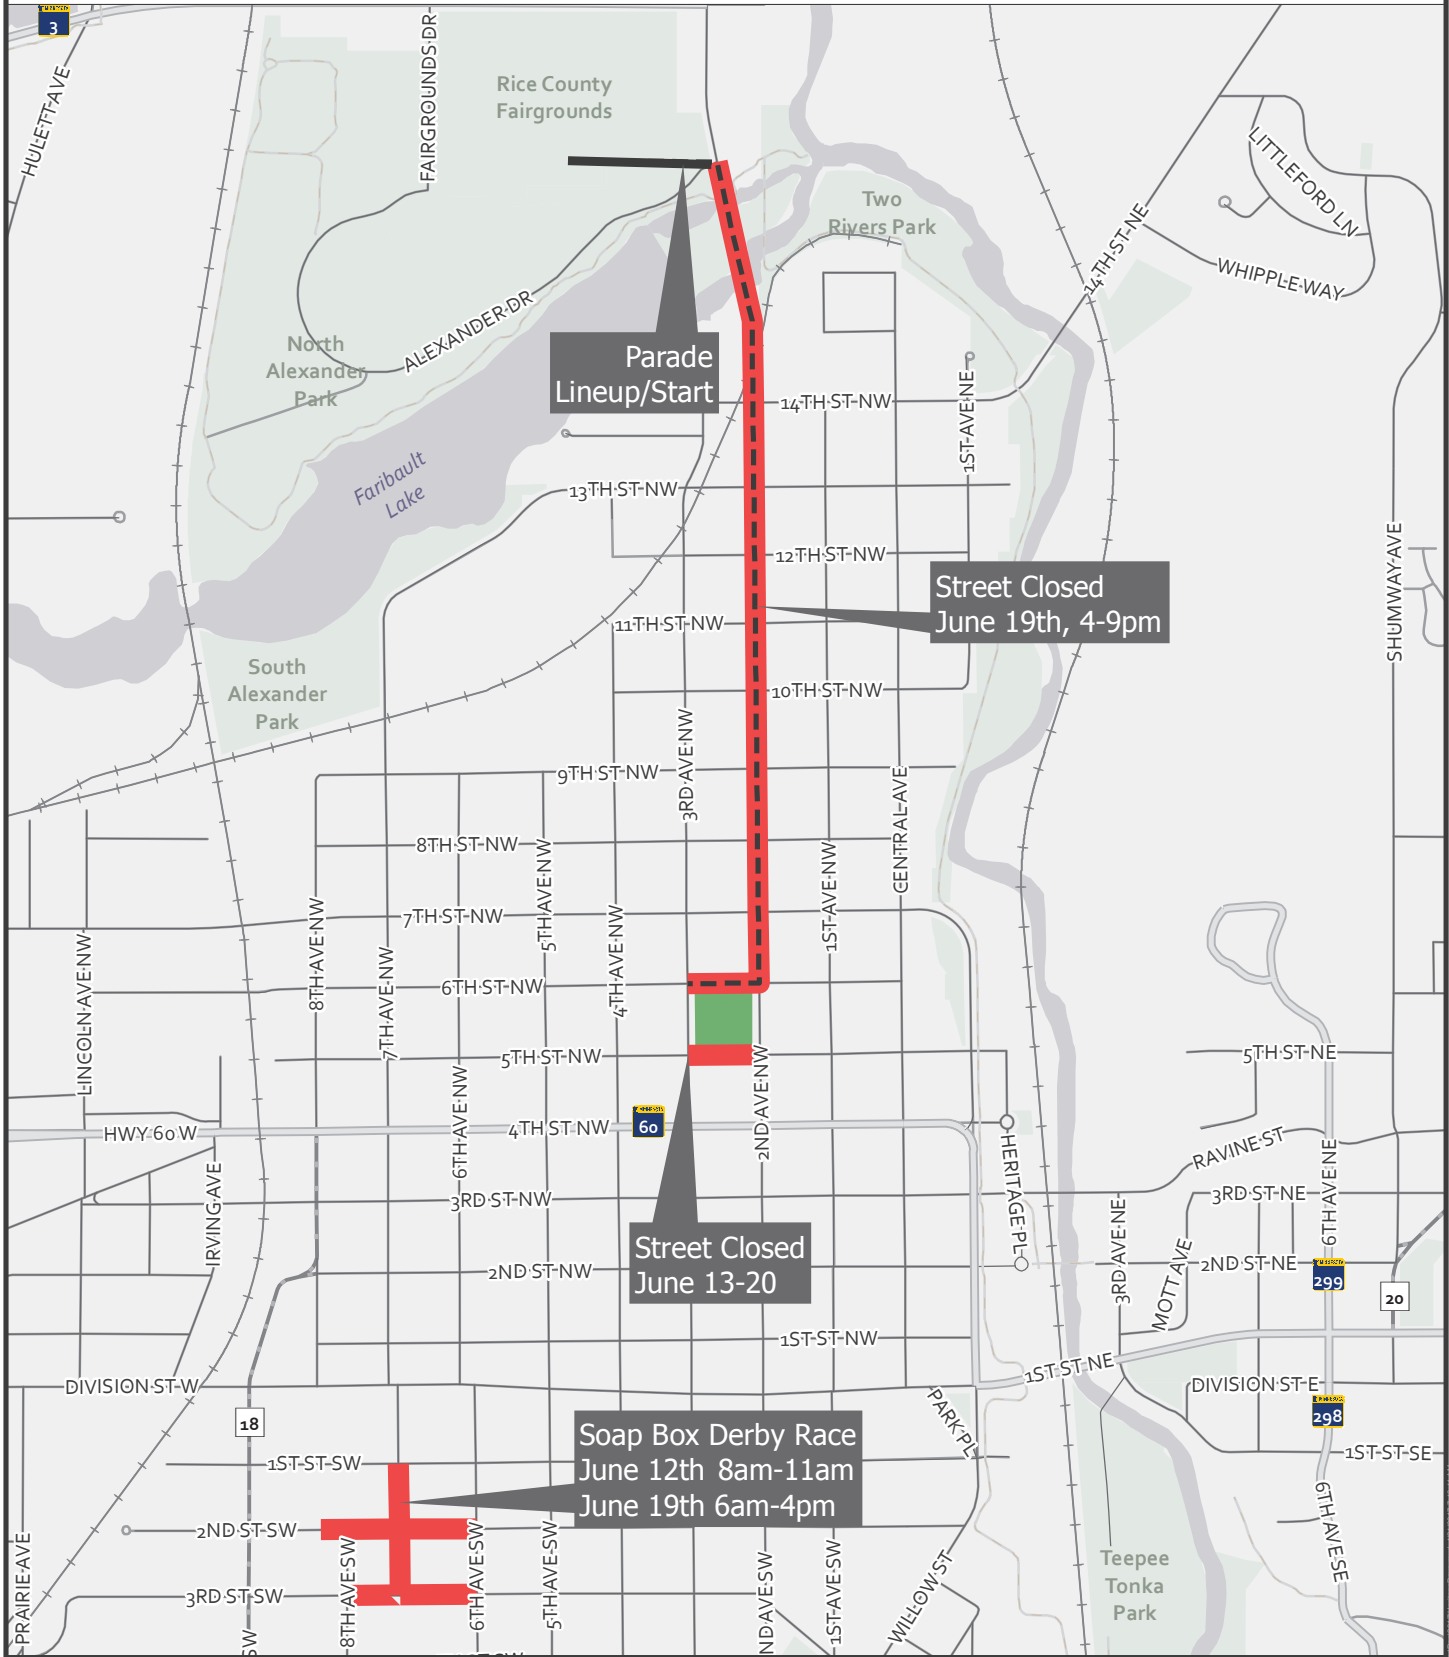 3
HULETT AVE
FAIRGROUNDS DR
Rice County
Fairgrounds
LITTLEFORD LN
Two
Rivers Park
14TH ST NE
WHIPPLE WAY
North
Alexander
Park
ALEXANDER DR
Parade
Lineup/Start
14TH ST NW
1ST AVE NE
Faribault
Lake
13TH ST NW
12TH ST NW
SHUMWAY AVE
Street Closed
June 19th, 4-9pm
11TH ST NW
South
Alexander
Park
10TH ST NW
3RD AVE NW
9TH ST NW
CENTRAL AVE
8TH ST NW
5TH AVE NW
1ST AVE NW
7TH ST NW
8TH AVE NW
4TH AVE NW
LINCOLN AVE NW
7TH AVE NW
6TH ST NW
5TH ST NW
2ND AVE NW
5TH ST NE
6TH AVE NW
HWY 60 W
4TH ST NW
60
HERITAGE PL
RAVINE ST
6TH AVE NE
IRVING AVE
3RD ST NW
3RD ST NE
3RD AVE NE
MOTT AVE
Street Closed
June 13-20
2ND ST NW
2ND ST NE
299
20
1ST ST NW
1ST ST NE
DIVISION ST W
DIVISION ST E
PARK PL
18
298
Soap Box Derby Race
June 12th 8am-11am
June 19th 6am-4pm
1ST ST SW
1ST ST SE
6TH AVE SE
2ND ST SW
PRAIRIE AVE
8TH AVE SW
6TH AVE SW
5TH AVE SW
ND AVE SW
1ST AVE SW
WILLOW ST
Teepee
Tonka
Park
3RD ST SW
SW